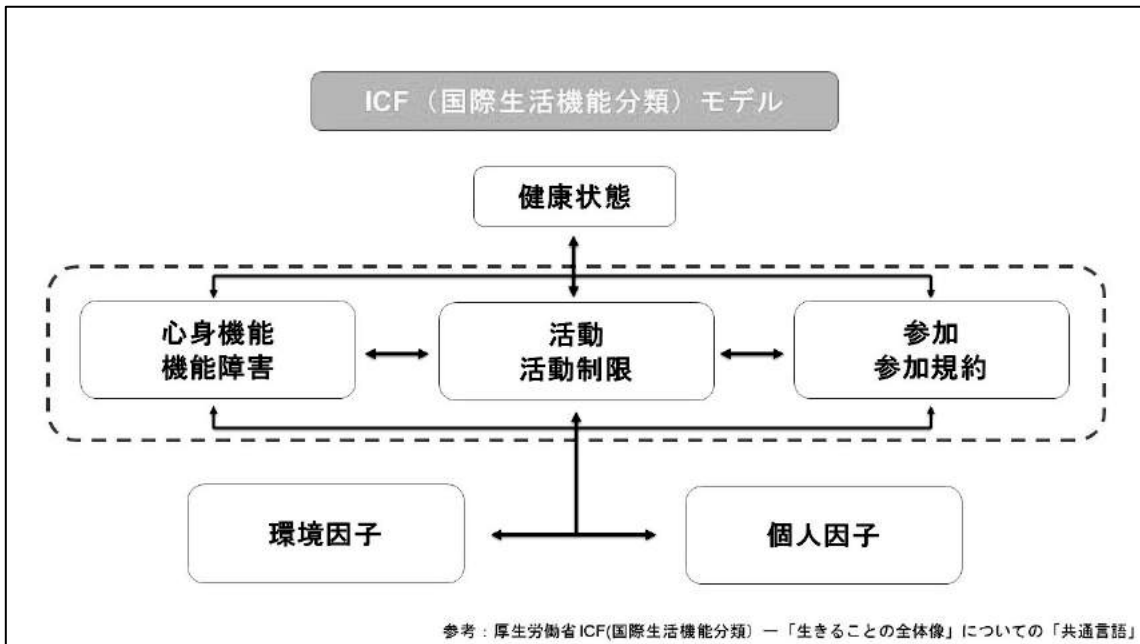 ICF（国際生活機能分類）モデル
健康状態
心身機能
機能障害
活動
活動制限
参加
参加規約
環境因子
個人因子
参考：厚生労働省ICF(国際生活機能分類）ー「生きることの全体像」についての「共通言語」